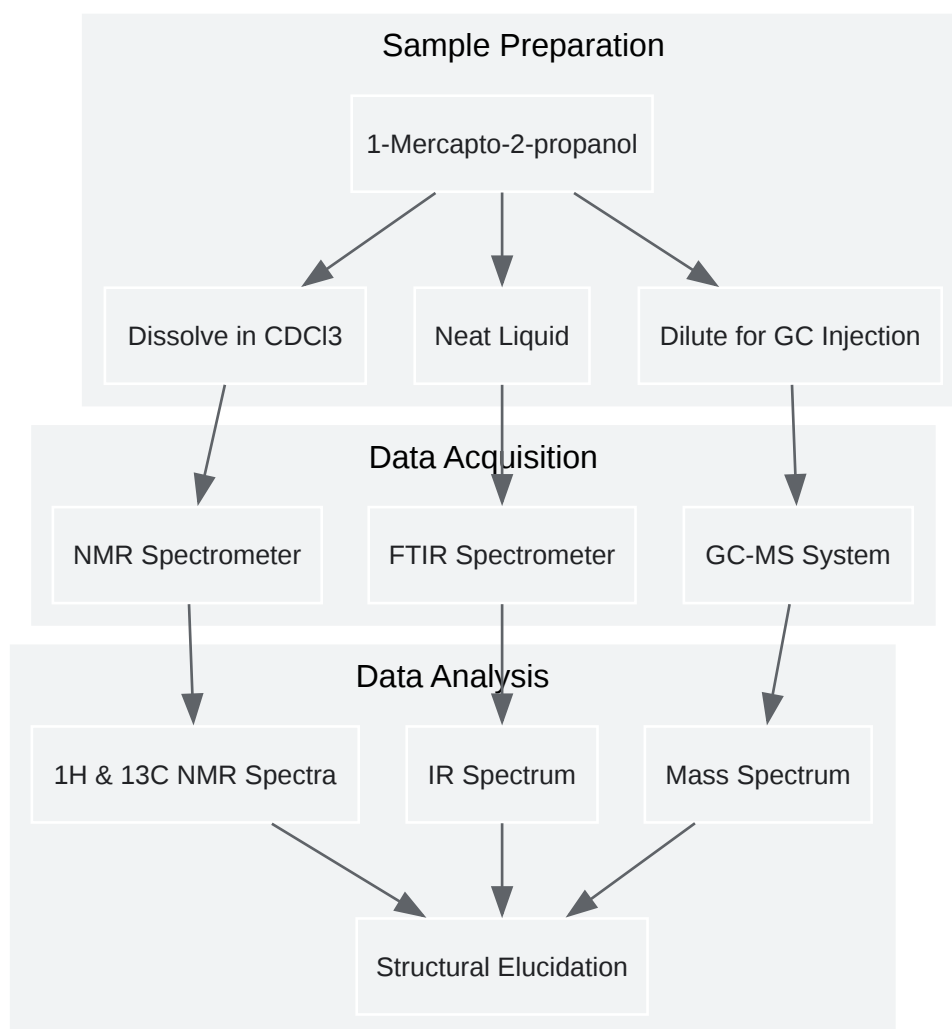 Sample Preparation
1-Mercapto-2-propanol
Dissolve in CDCl3
Neat Liquid
Dilute for GC Injection
Data Acquisition
NMR Spectrometer
FTIR Spectrometer
GC-MS System
Data Analysis
1H & 13C NMR Spectra
IR Spectrum
Mass Spectrum
Structural Elucidation